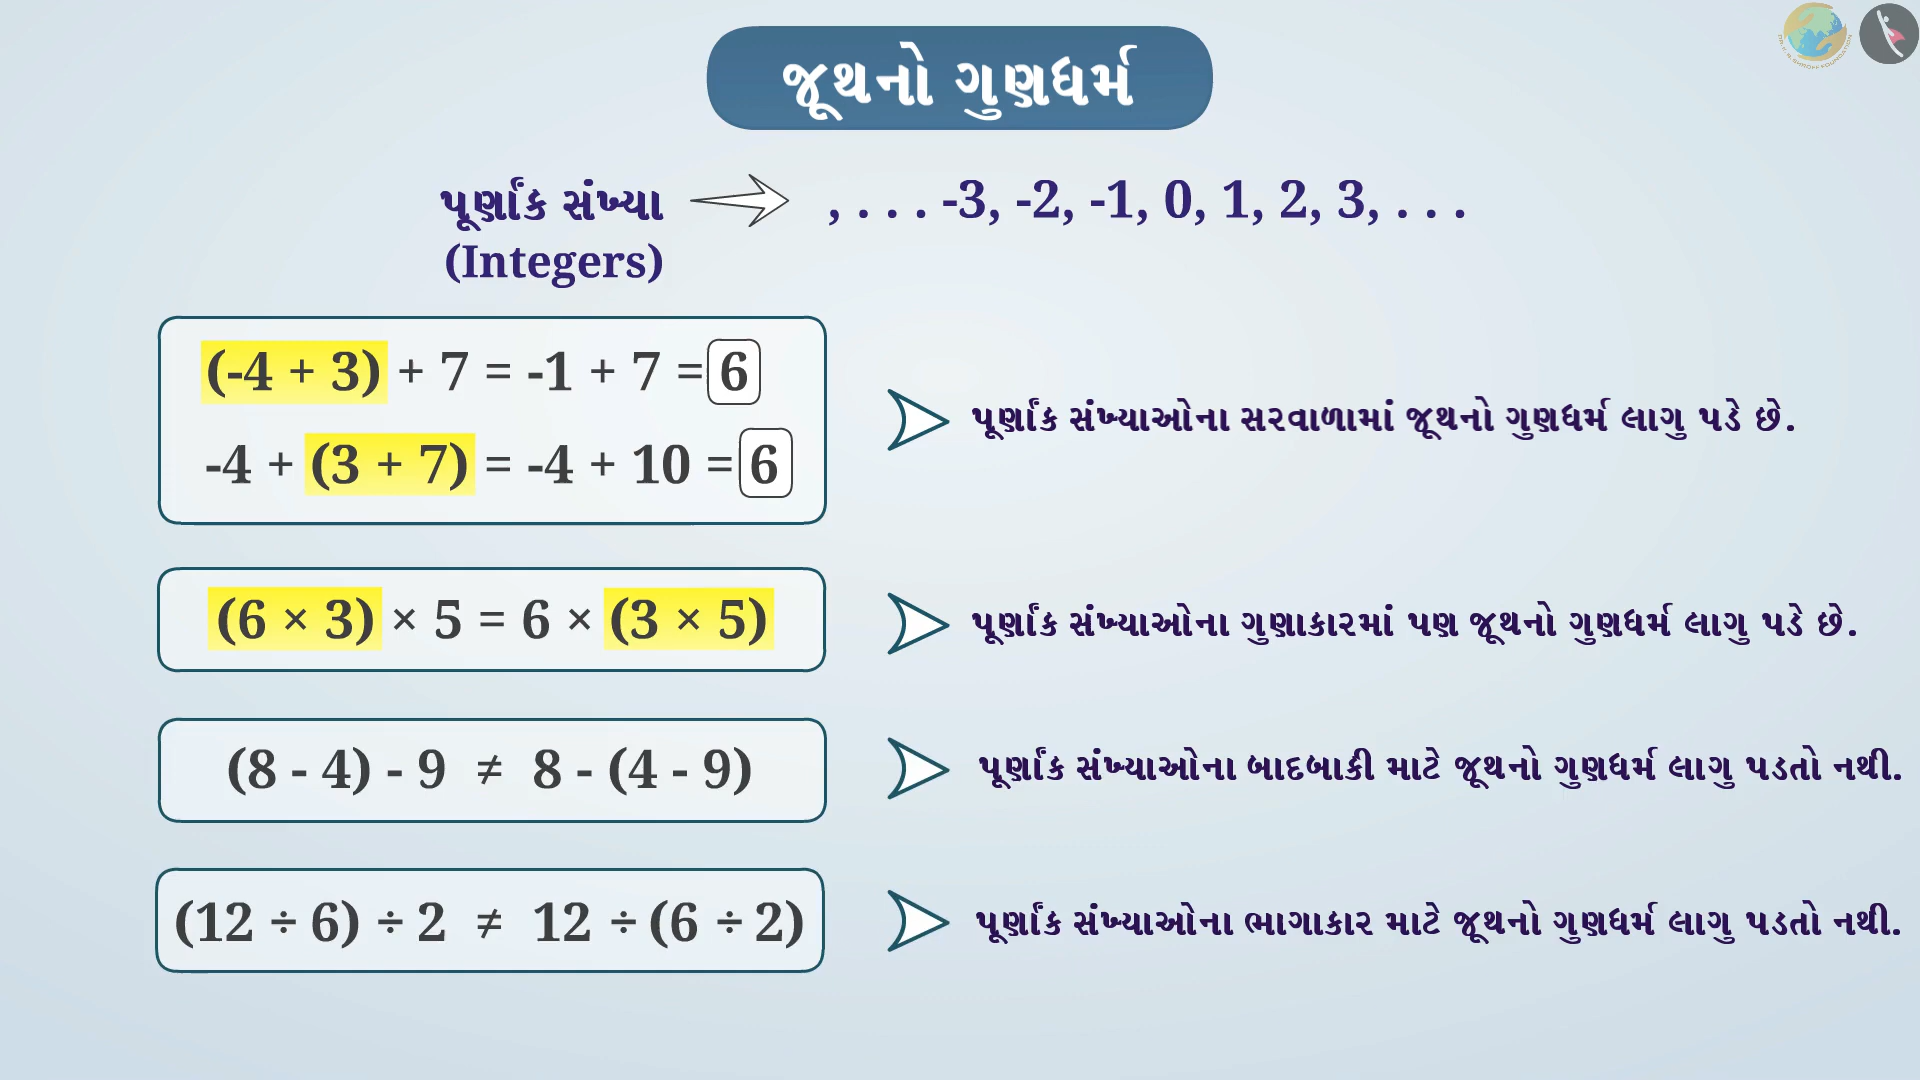 જૂથનો ગુણધર્મ
પૂર્ણાંક સંખ્યા , . . . -3, -2, -1, 0, 1, 2, 3, . . .
(Integers)
(-4 + 3) + 7 = -1 + 7 = 6
-4 + (3 + 7) = -4 + 10 = 6
પૂર્ણાંક સંખ્યાઓના સરવાળામાં જૂથનો ગુણધર્મ લાગુ પડે છે.
(6 × 3) × 5 = 6 × (3 × 5)
પૂર્ણાંક સંખ્યાઓના ગુણાકારમાં પણ જૂથનો ગુણધર્મ લાગુ પડે છે.
(8 - 4) - 9 ≠ 8 - (4 - 9)
પૂર્ણાંક સંખ્યાઓના બાદબાકી માટે જૂથનો ગુણધર્મ લાગુ પડતો નથી.
(12 ÷ 6) ÷ 2 ≠ 12 ÷ (6 ÷ 2)
પૂર્ણાંક સંખ્યાઓના ભાગાકાર માટે જૂથનો ગુણધર્મ લાગુ પડતો નથી.